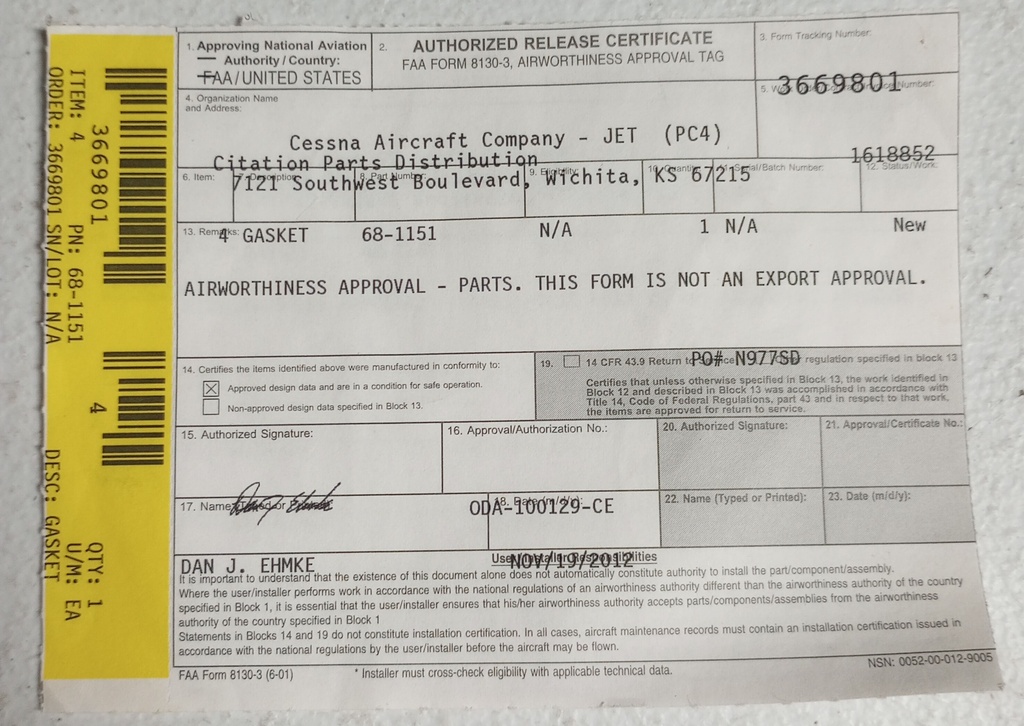 ITEM: 4 PN: 68-1151 QTY: 1
ORDER: 3669801 SN/LOT: N/A DESC: GASKET U/M: EA
3669801
4
1. Approving National Aviation
Authority / Country:
FAA/UNITED STATES
2. AUTHORIZED RELEASE CERTIFICATE
FAA FORM 8130-3, AIRWORTHINESS APPROVAL TAG
3. Form Tracking Number:
3669801
4. Organization Name
and Address:
Cessna Aircraft Company - JET (PC4)
Citation Parts Distribution
7121 Southwest Boulevard, Wichita, KS 67215
5. Number:
1618852
6. Item: 8. Part 9. 12. Status/Work:
13. Remarks:
4 GASKET 68-1151 N/A 1 N/A New
AIRWORTHINESS APPROVAL - PARTS. THIS FORM IS NOT AN EXPORT APPROVAL.
PO# N977SD
14. Certifies the items identified above were manufactured in conformity to:
Approved design data and are in a condition for safe operation.
Non-approved design data specified in Block 13.
19. 14 CFR 43.9 Return to regulation specified in block 13
Certifies that unless otherwise specified in Block 13, the work identified in
Block 12 and described in Block 13 was accomplished in accordance with
Title 14, Code of Federal Regulations, part 43 and in respect to that work,
the items are approved for return to service.
15. Authorized Signature:
16. Approval/Authorization No.:
20. Authorized Signature:
21. Approval/Certificate No.:
17. Name
18. Date (m/d/y):
ODA-100129-CE
22. Name (Typed or Printed):
23. Date (m/d/y):
DAN J. EHMKE
NOV/19/2012
User/Installer Responsibilities
It is important to understand that the existence of this document alone does not automatically constitute authority to install the part/component/assembly.
Where the user/installer performs work in accordance with the national regulations of an airworthiness authority different than the airworthiness authority of the country
specified in Block 1, it is essential that the user/installer ensures that his/her airworthiness authority accepts parts/components/assemblies from the airworthiness
authority of the country specified in Block 1
Statements in Blocks 14 and 19 do not constitute installation certification. In all cases, aircraft maintenance records must contain an installation certification issued in
accordance with the national regulations by the user/installer before the aircraft may be flown.
FAA Form 8130-3 (6-01) * Installer must cross-check eligibility with applicable technical data. NSN: 0052-00-012-9005